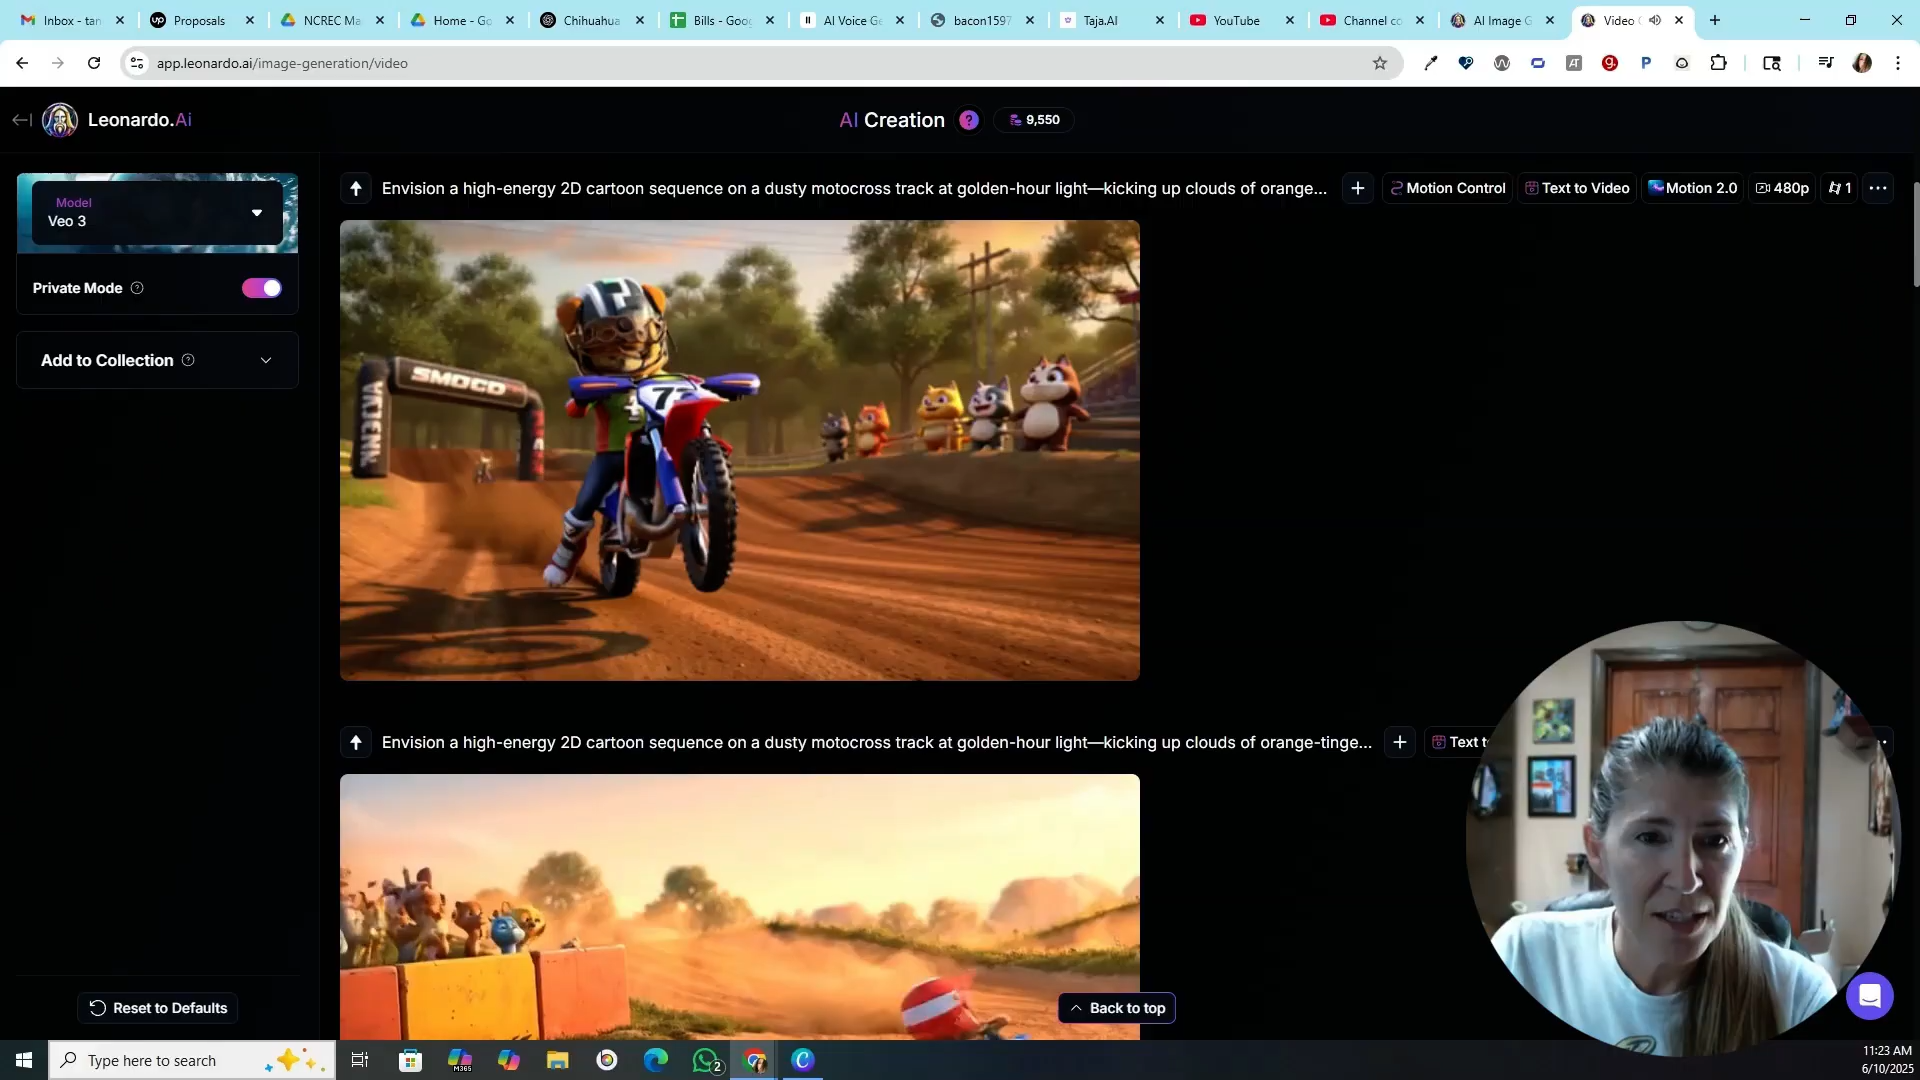 Inbox - tan
Proposals
NCREC Ma
Home - Go
Chihuahua
Bills - Goog
AI Voice Ge
bacon1597
Taja.AI
YouTube
Channel co
AI Image G
Video
app.leonardo.ai/image-generation/video
Leonardo.Ai
AI Creation
?
9,550
Model
Veo 3
Private Mode
Add to Collection
Reset to Defaults
Envision a high-energy 2D cartoon sequence on a dusty motocross track at golden-hour light—kicking up clouds of orange...
Motion Control
Text to Video
Motion 2.0
480p
1
SMOCO
7
Envision a high-energy 2D cartoon sequence on a dusty motocross track at golden-hour light—kicking up clouds of orange-tinge...
Text t
Back to top
Type here to search
M365
2
11:23 AM
6/10/2025